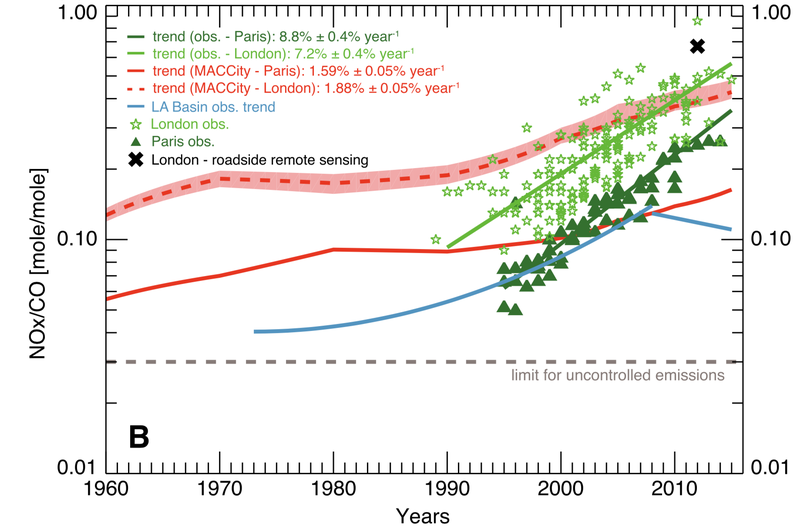 1.00
1.00
trend (obs. - Paris): 8.8% ± 0.4% year⁻¹
trend (obs. - London): 7.2% ± 0.4% year⁻¹
trend (MACCity - Paris): 1.59% ± 0.05% year⁻¹
trend (MACCity - London): 1.88% ± 0.05% year⁻¹
LA Basin obs. trend
London obs.
Paris obs.
London - roadside remote sensing
NOx/CO [mole/mole]
0.10
0.10
limit for uncontrolled emissions
B
0.01
0.01
1960 1970 1980 1990 2000 2010
Years